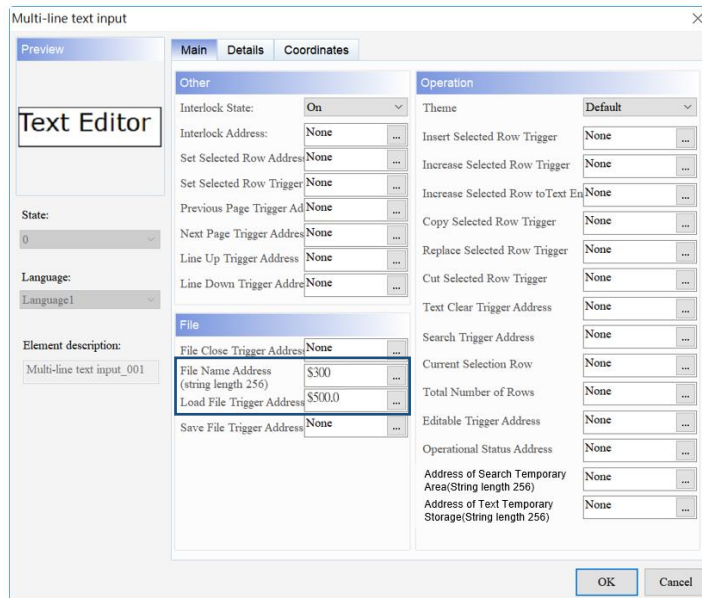 Multi-line text input
Preview
Text Editor
State:
0
Language:
Language1
Element description:
Multi-line text input_001
Main Details Coordinates
Other
Interlock State: On
Interlock Address: None ...
Set Selected Row Addres None ...
Set Selected Row Trigger None ...
Previous Page Trigger Ad None ...
Next Page Trigger Addres None ...
Line Up Trigger Address None ...
Line Down Trigger Addre None ...
File
File Close Trigger Addres None ...
File Name Address
(string length 256) $300 ...
Load File Trigger Address $500.0 ...
Save File Trigger Address None ...
Operation
Theme Default
Insert Selected Row Trigger None ...
Increase Selected Row Trigger None ...
Increase Selected Row toText En None ...
Copy Selected Row Trigger None ...
Replace Selected Row Trigger None ...
Cut Selected Row Trigger None ...
Text Clear Trigger Address None ...
Search Trigger Address None ...
Current Selection Row None ...
Total Number of Rows None ...
Editable Trigger Address None ...
Operational Status Address None ...
Address of Search Temporary
Area(String length 256) None ...
Address of Text Temporary
Storage(String length 256) None ...
OK Cancel